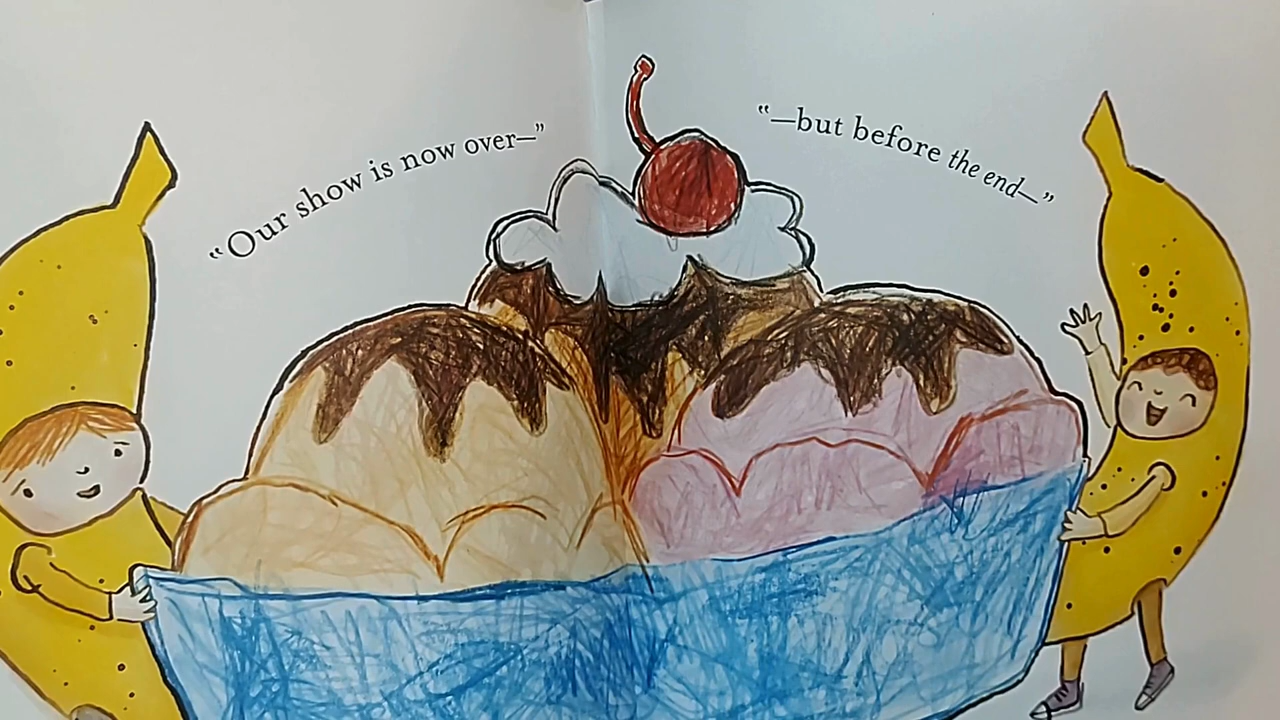 “Our show is now over—”
“—but before the end—”